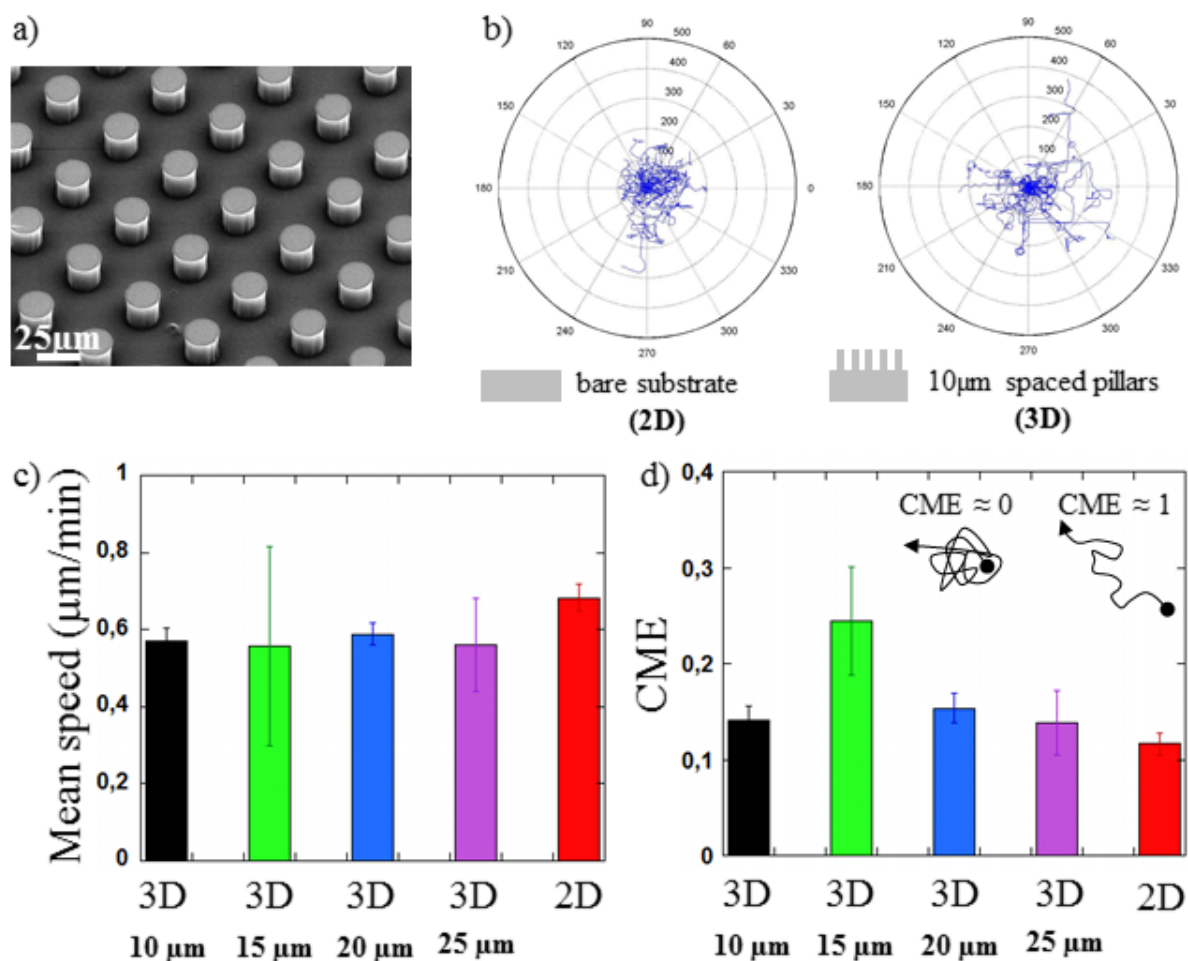 a)
25µm
b)
90
120
60
150
30
180
0
210
330
240
300
270
100
200
300
400
500
90
120
60
150
30
180
0
210
330
240
300
270
100
200
300
400
500
bare substrate
(2D)
10µm spaced pillars
(3D)
c)
Mean speed (µm/min)
1
0,8
0,6
0,4
0,2
0
3D 3D 3D 3D 2D
10 µm 15 µm 20 µm 25 µm
d)
CME
0,4
0,3
0,2
0,1
0
CME ≈ 0 CME ≈ 1
3D 3D 3D 3D 2D
10 µm 15 µm 20 µm 25 µm